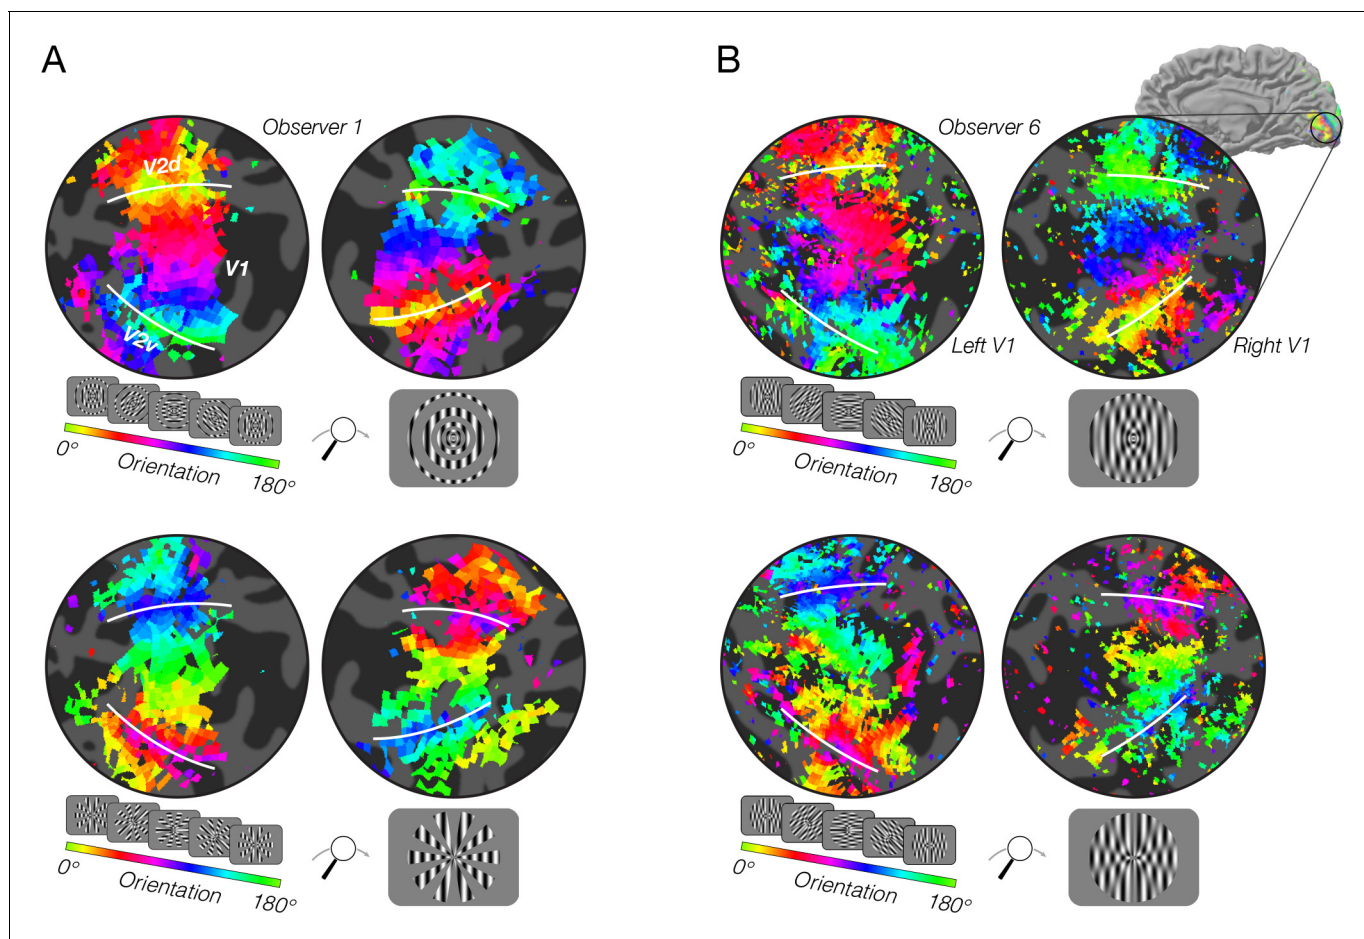 A
B
Observer 1
Observer 6
V2d
V1
V2v
Left V1
Right V1
0°
Orientation
180°
0°
Orientation
180°
0°
Orientation
180°
0°
Orientation
180°